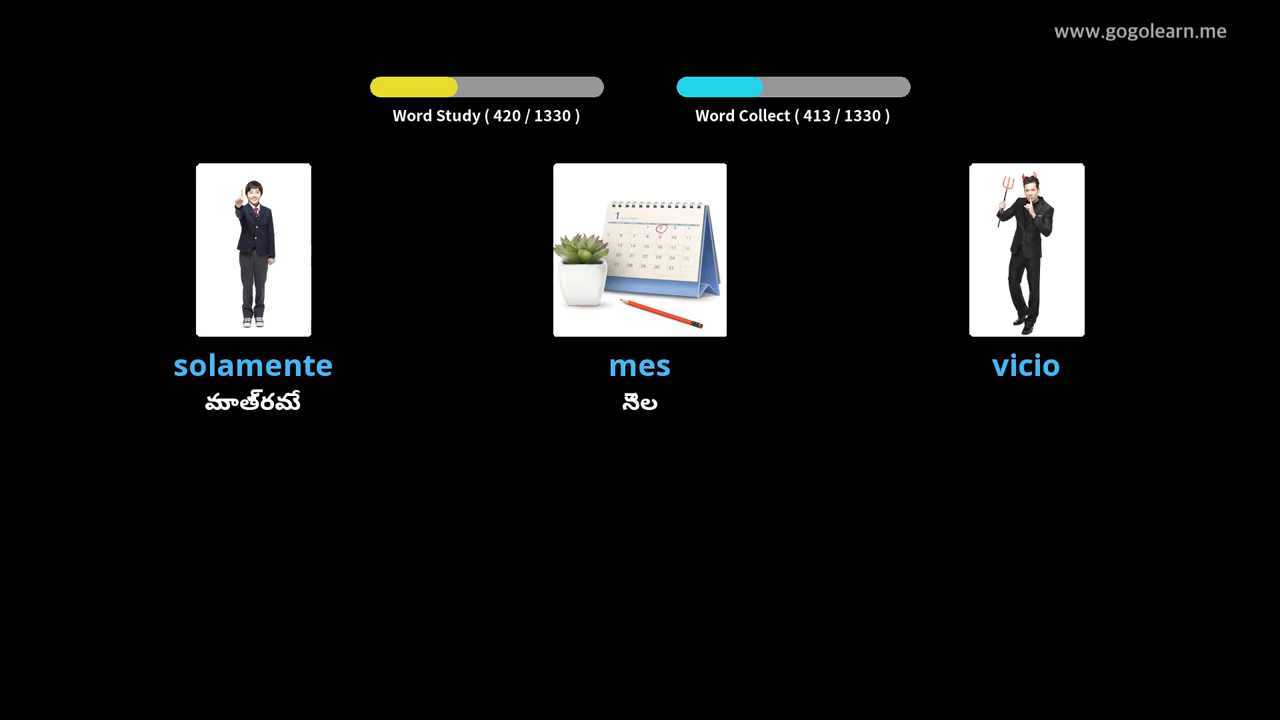 www.gogolearn.me
Word Study ( 420 / 1330 )
Word Collect ( 413 / 1330 )
solamente
మాత్రమే
mes
నెల
vicio